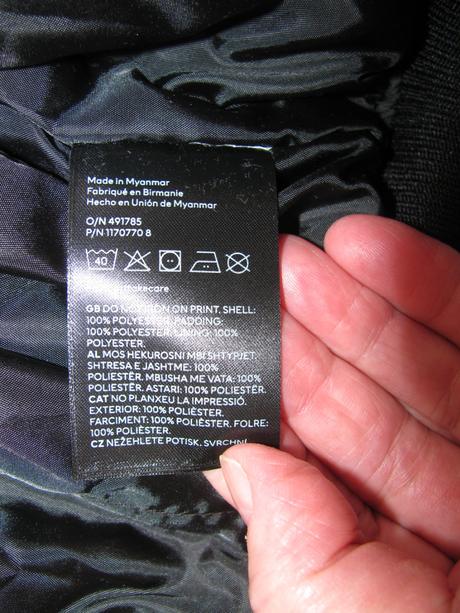 Made in Myanmar
Fabriqué en Birmanie
Hecho en Unión de Myanmar
O/N 491785
P/N 1170770 8
40
GB DO NOT IRON ON PRINT. SHELL:
100% POLYESTER. PADDING:
100% POLYESTER. LINING: 100%
POLYESTER.
AL MOS HEKUROSNI MBI SHTYPJET.
SHTRESA E JASHTME: 100%
POLIESTËR. MBUSHA ME VATA: 100%
POLIESTËR. ASTARI: 100% POLIESTËR.
CAT NO PLANXEU LA IMPRESSIÓ.
EXTERIOR: 100% POLIÈSTER.
FARCIMENT: 100% POLIÈSTER. FOLRE:
100% POLIÈSTER
CZ NEŽEHLETE POTISK. SVRCHNÍ